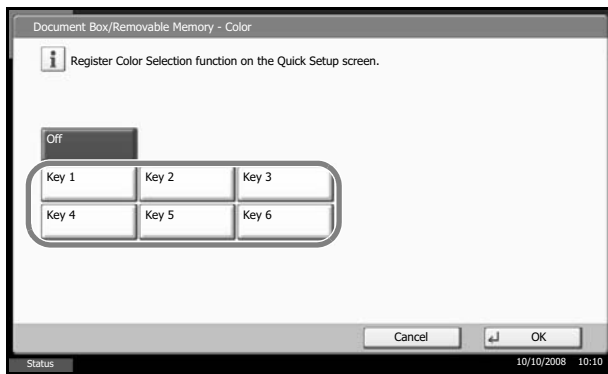 Document Box/Removable Memory - Color
Register Color Selection function on the Quick Setup screen.
Off
Key 1 Key 2 Key 3
Key 4 Key 5 Key 6
Cancel OK
Status 10/10/2008 10:10